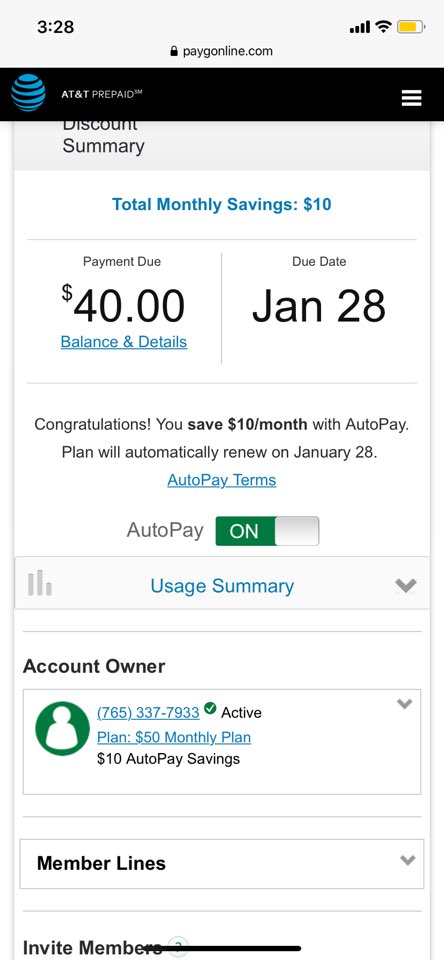 3:28
paygonline.com
AT&T PREPAID℠
Discount
Summary
Total Monthly Savings: $10
Payment Due
Due Date
$40.00
Jan 28
Balance & Details
Congratulations! You save $10/month with AutoPay.
Plan will automatically renew on January 28.
AutoPay Terms
AutoPay ON
Usage Summary
Account Owner
(765) 337-7933 Active
Plan: $50 Monthly Plan
$10 AutoPay Savings
Member Lines
Invite Members ?